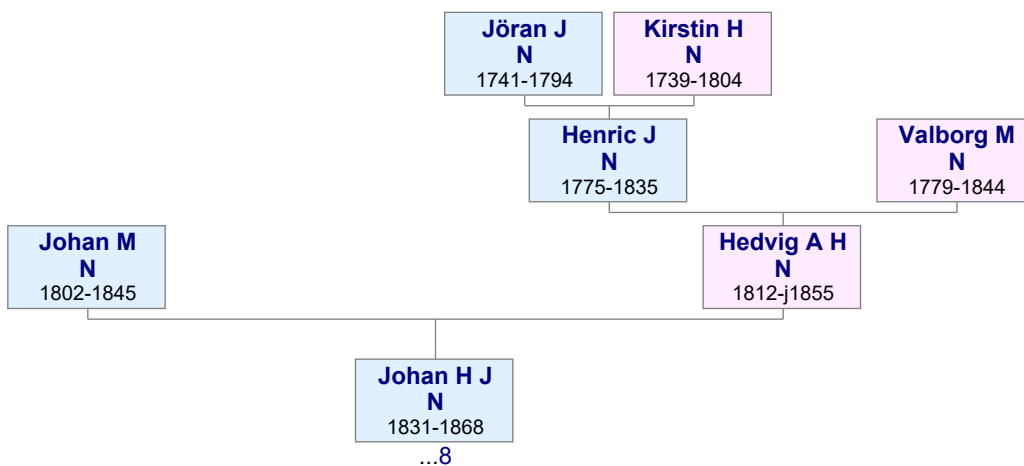 Jöran J
N
1741-1794
Kirstin H
N
1739-1804
Henric J
N
1775-1835
Valborg M
N
1779-1844
Johan M
N
1802-1845
Hedvig A H
N
1812-j1855
Johan H J
N
1831-1868
...8